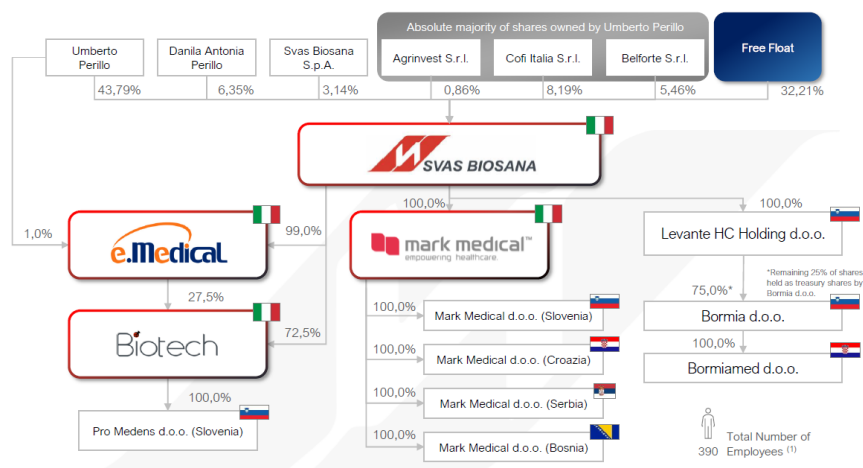 Absolute majority of shares owned by Umberto Perillo
Umberto
Perillo
Danila Antonia
Perillo
Svas Biosana
S.p.A.
Agrinvest S.r.l.
Cofi Italia S.r.l.
Belforte S.r.l.
Free Float
43,79%
6,35%
3,14%
0,86%
8,19%
5,46%
32,21%
SVAS BIOSANA
1,0%
99,0%
100,0%
100,0%
e.Medical
mark medical™
empowering healthcare.
Levante HC Holding d.o.o.
*Remaining 25% of shares
held as treasury shares by
Bormia d.o.o.
27,5%
75,0%*
Biotech
72,5%
100,0%
Mark Medical d.o.o. (Slovenia)
Bormia d.o.o.
100,0%
Mark Medical d.o.o. (Croazia)
100,0%
Bormiamed d.o.o.
100,0%
Pro Medens d.o.o. (Slovenia)
100,0%
Mark Medical d.o.o. (Serbia)
100,0%
Mark Medical d.o.o. (Bosnia)
390
Total Number of
Employees (1)